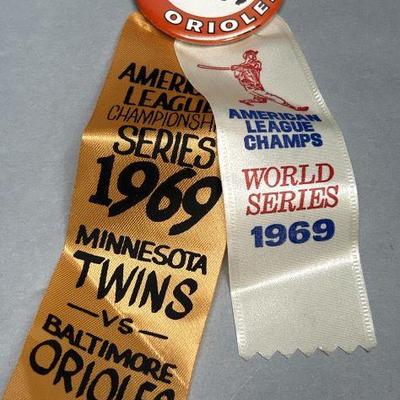 ORIOLES
AMERICAN
LEAGUE
CHAMPIONSHIP
SERIES
1969
MINNESOTA
TWINS
VS
BALTIMORE
ORIOLES
AMERICAN
LEAGUE
CHAMPS
WORLD
SERIES
1969